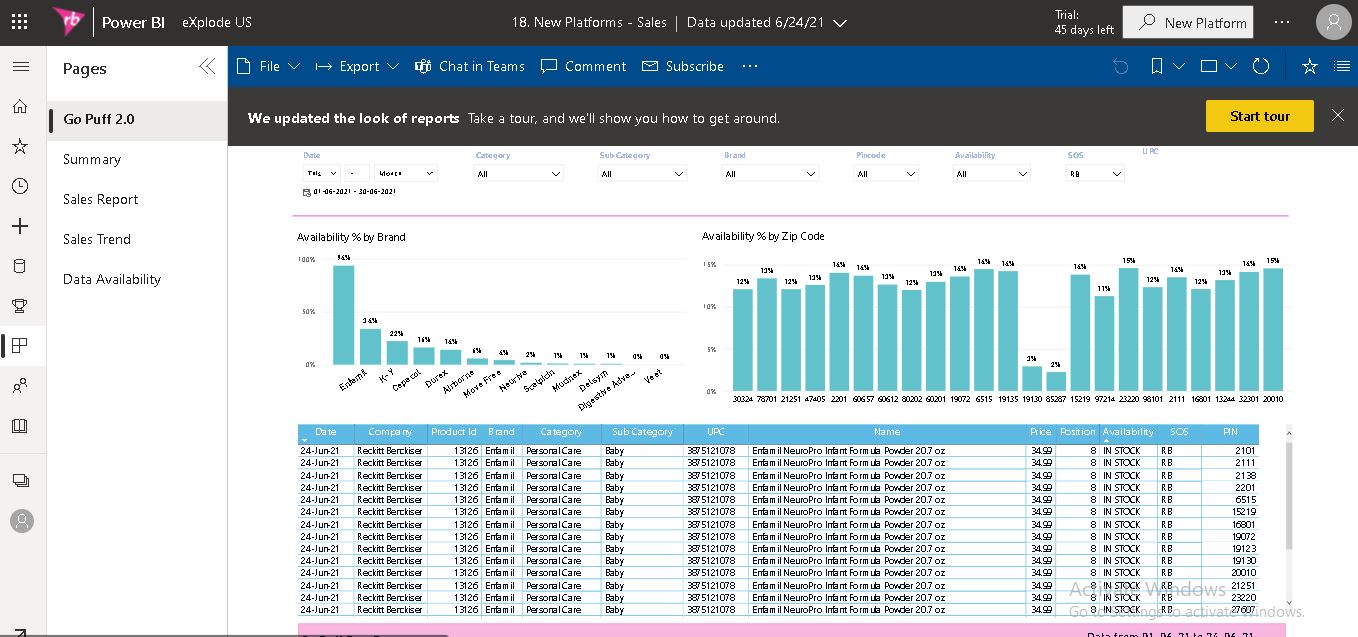 rb Power BI eXplode US 18. New Platforms - Sales | Data updated 6/24/21 Trial: 45 days left New Platform
Pages File Export Chat in Teams Comment Subscribe
We updated the look of reports Take a tour, and we'll show you how to get around. Start tour
Go Puff 2.0
Summary
Sales Report
Sales Trend
Data Availability
Date Category Sub Category Brand Pincode Availability SOS UPC
This - Month All All All All All RB
01-06-2021 - 30-06-2021
Availability % by Brand
100%
50%
0%
94% 34% 22% 16% 14% 6% 4% 2% 1% 1% 1% 0% 0%
Enfamil K-Y Cepacol Durex Airborne Move Free Neuriva Scalpicin Mucinex Delsym Digestive Adva... Veet
Availability % by Zip Code
15%
10%
5%
0%
12% 13% 12% 13% 14% 14% 13% 12% 13% 14% 14% 14% 3% 2% 14% 11% 15% 12% 14% 12% 13% 14% 15%
30324 78701 21251 47405 2201 60657 60612 80202 60201 19072 6515 19135 19130 85287 15219 97214 23220 98101 2111 16801 13244 32301 20010
Date Company Product Id Brand Category Sub Category UPC Name Price Position Availability SOS PIN
24-Jun-21 Reckitt Benckiser 13126 Enfamil Personal Care Baby 3875121078 Enfamil NeuroPro Infant Formula Powder 20.7 oz 34.99 8 IN STOCK RB 2101
24-Jun-21 Reckitt Benckiser 13126 Enfamil Personal Care Baby 3875121078 Enfamil NeuroPro Infant Formula Powder 20.7 oz 34.99 8 IN STOCK RB 2111
24-Jun-21 Reckitt Benckiser 13126 Enfamil Personal Care Baby 3875121078 Enfamil NeuroPro Infant Formula Powder 20.7 oz 34.99 8 IN STOCK RB 2138
24-Jun-21 Reckitt Benckiser 13126 Enfamil Personal Care Baby 3875121078 Enfamil NeuroPro Infant Formula Powder 20.7 oz 34.99 8 IN STOCK RB 2201
24-Jun-21 Reckitt Benckiser 13126 Enfamil Personal Care Baby 3875121078 Enfamil NeuroPro Infant Formula Powder 20.7 oz 34.99 8 IN STOCK RB 6515
24-Jun-21 Reckitt Benckiser 13126 Enfamil Personal Care Baby 3875121078 Enfamil NeuroPro Infant Formula Powder 20.7 oz 34.99 8 IN STOCK RB 15219
24-Jun-21 Reckitt Benckiser 13126 Enfamil Personal Care Baby 3875121078 Enfamil NeuroPro Infant Formula Powder 20.7 oz 34.99 8 IN STOCK RB 16801
24-Jun-21 Reckitt Benckiser 13126 Enfamil Personal Care Baby 3875121078 Enfamil NeuroPro Infant Formula Powder 20.7 oz 34.99 8 IN STOCK RB 19072
24-Jun-21 Reckitt Benckiser 13126 Enfamil Personal Care Baby 3875121078 Enfamil NeuroPro Infant Formula Powder 20.7 oz 34.99 8 IN STOCK RB 19123
24-Jun-21 Reckitt Benckiser 13126 Enfamil Personal Care Baby 3875121078 Enfamil NeuroPro Infant Formula Powder 20.7 oz 34.99 8 IN STOCK RB 19130
24-Jun-21 Reckitt Benckiser 13126 Enfamil Personal Care Baby 3875121078 Enfamil NeuroPro Infant Formula Powder 20.7 oz 34.99 8 IN STOCK RB 20010
24-Jun-21 Reckitt Benckiser 13126 Enfamil Personal Care Baby 3875121078 Enfamil NeuroPro Infant Formula Powder 20.7 oz 34.99 8 IN STOCK RB 21251
24-Jun-21 Reckitt Benckiser 13126 Enfamil Personal Care Baby 3875121078 Enfamil NeuroPro Infant Formula Powder 20.7 oz 34.99 8 IN STOCK RB 23220
24-Jun-21 Reckitt Benckiser 13126 Enfamil Personal Care Baby 3875121078 Enfamil NeuroPro Infant Formula Powder 20.7 oz 34.99 8 IN STOCK RB 27607
Activate Windows
Go to Settings to activate Windows.
Data from 01-06-21 to 24-06-21